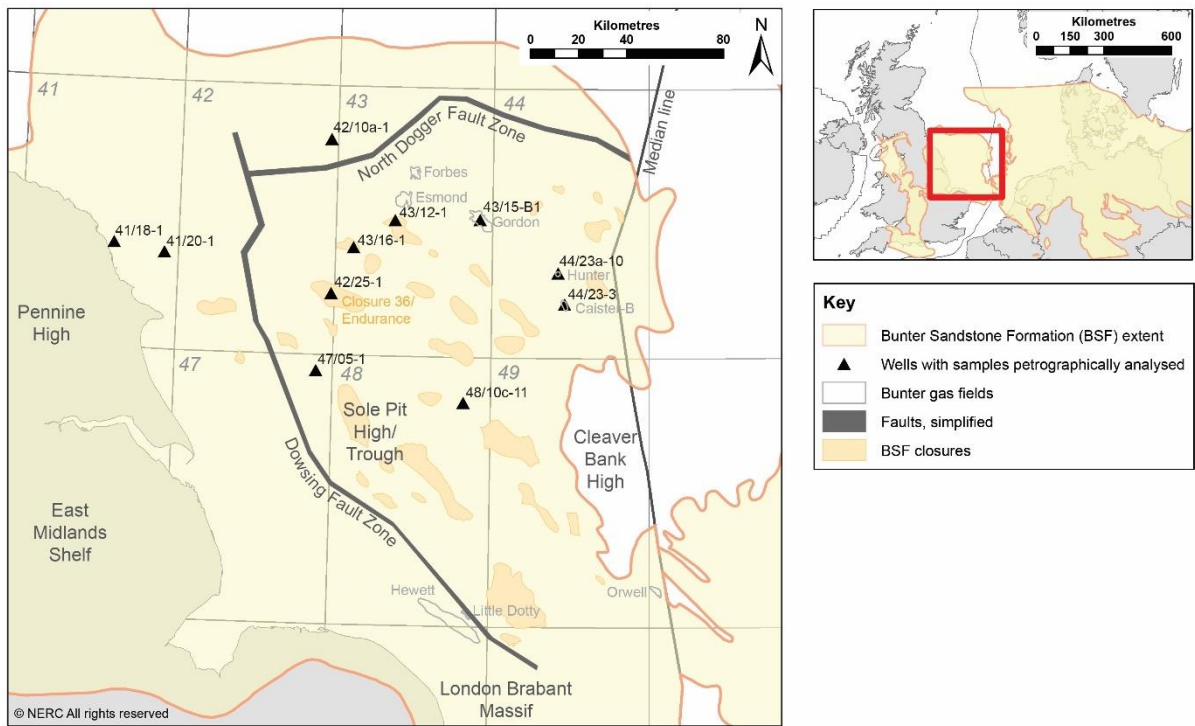 Kilometres
0 20 40 80
N
41
42
43
44
42/10a-1
North Dogger Fault Zone
Median line
Forbes
Esmond
43/12-1
43/15-B1
Gordon
41/18-1
41/20-1
43/16-1
44/23a-10
Hunter
42/25-1
Closure 36/
Endurance
44/23-3
Caister-B
Pennine
High
47
47/05-1
48
49
48/10c-11
Sole Pit
High/
Trough
Cleaver
Bank
High
Dowsing Fault Zone
East
Midlands
Shelf
Hewett
Little Dotty
Orwell
London Brabant
Massif
© NERC All rights reserved
Kilometres
0 150 300 600
Key
Bunter Sandstone Formation (BSF) extent
Wells with samples petrographically analysed
Bunter gas fields
Faults, simplified
BSF closures